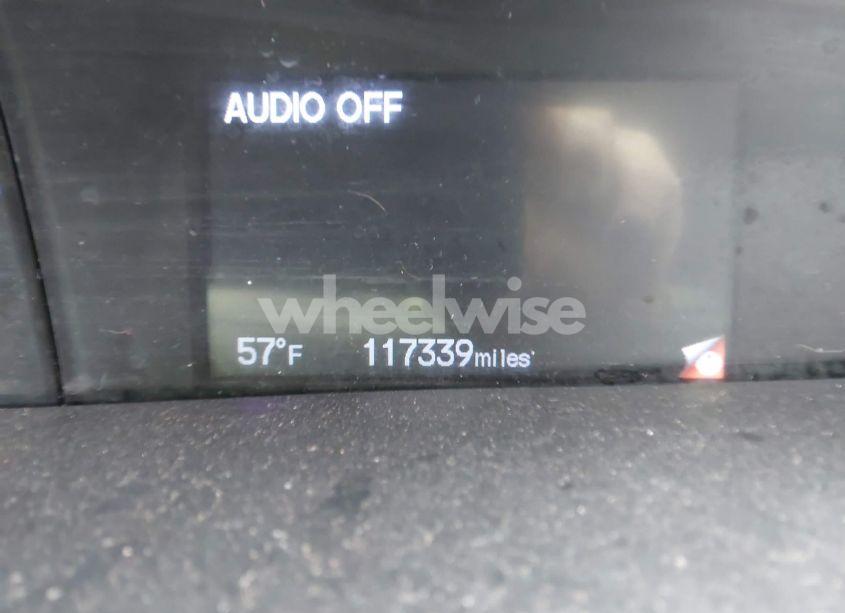 AUDIO OFF
wheelwise
57°F 117339miles